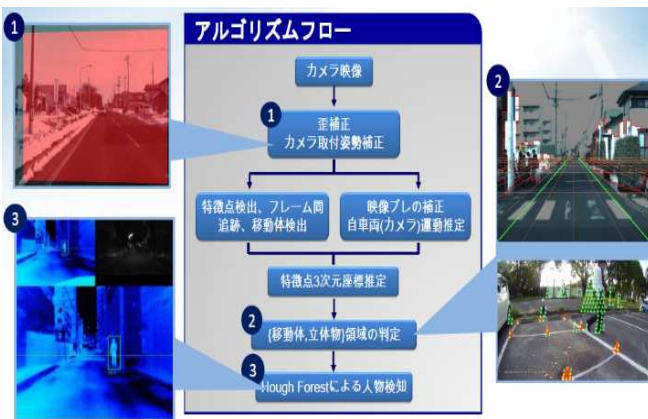 アルゴリズムフロー
1
カメラ映像
1
歪補正
カメラ取付姿勢補正
2
特徴点検出、フレーム間
追跡、移動体検出
映像ブレの補正
自車両(カメラ)運動推定
3
特徴点3次元座標推定
2
{移動体,立体物}領域の判定
3
Hough Forestによる人物検知